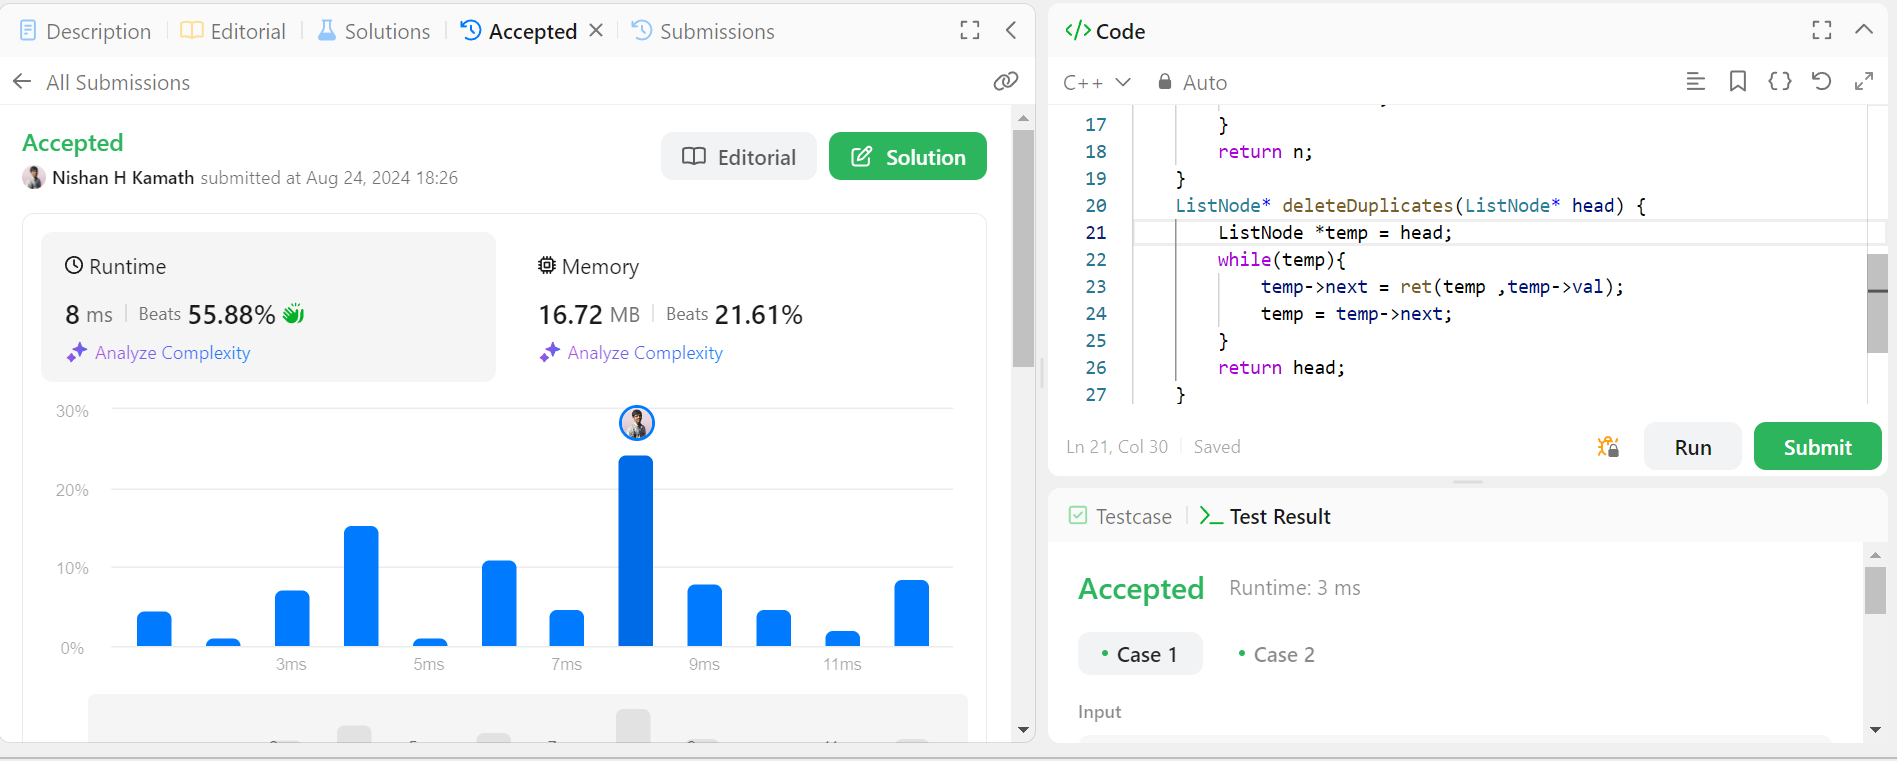 Description Editorial Solutions Accepted Submissions
All Submissions
Accepted
Nishan H Kamath submitted at Aug 24, 2024 18:26
Editorial
Solution
Runtime
8 ms Beats 55.88%
Analyze Complexity
Memory
16.72 MB Beats 21.61%
Analyze Complexity
30%
20%
10%
0%
3ms 5ms 7ms 9ms 11ms
</> Code
C++ Auto
17 }
18 return n;
19 }
20 ListNode* deleteDuplicates(ListNode* head) {
21 ListNode *temp = head;
22 while(temp){
23 temp->next = ret(temp ,temp->val);
24 temp = temp->next;
25 }
26 return head;
27 }
Ln 21, Col 30 Saved
Run
Submit
Testcase >_ Test Result
Accepted Runtime: 3 ms
Case 1 Case 2
Input